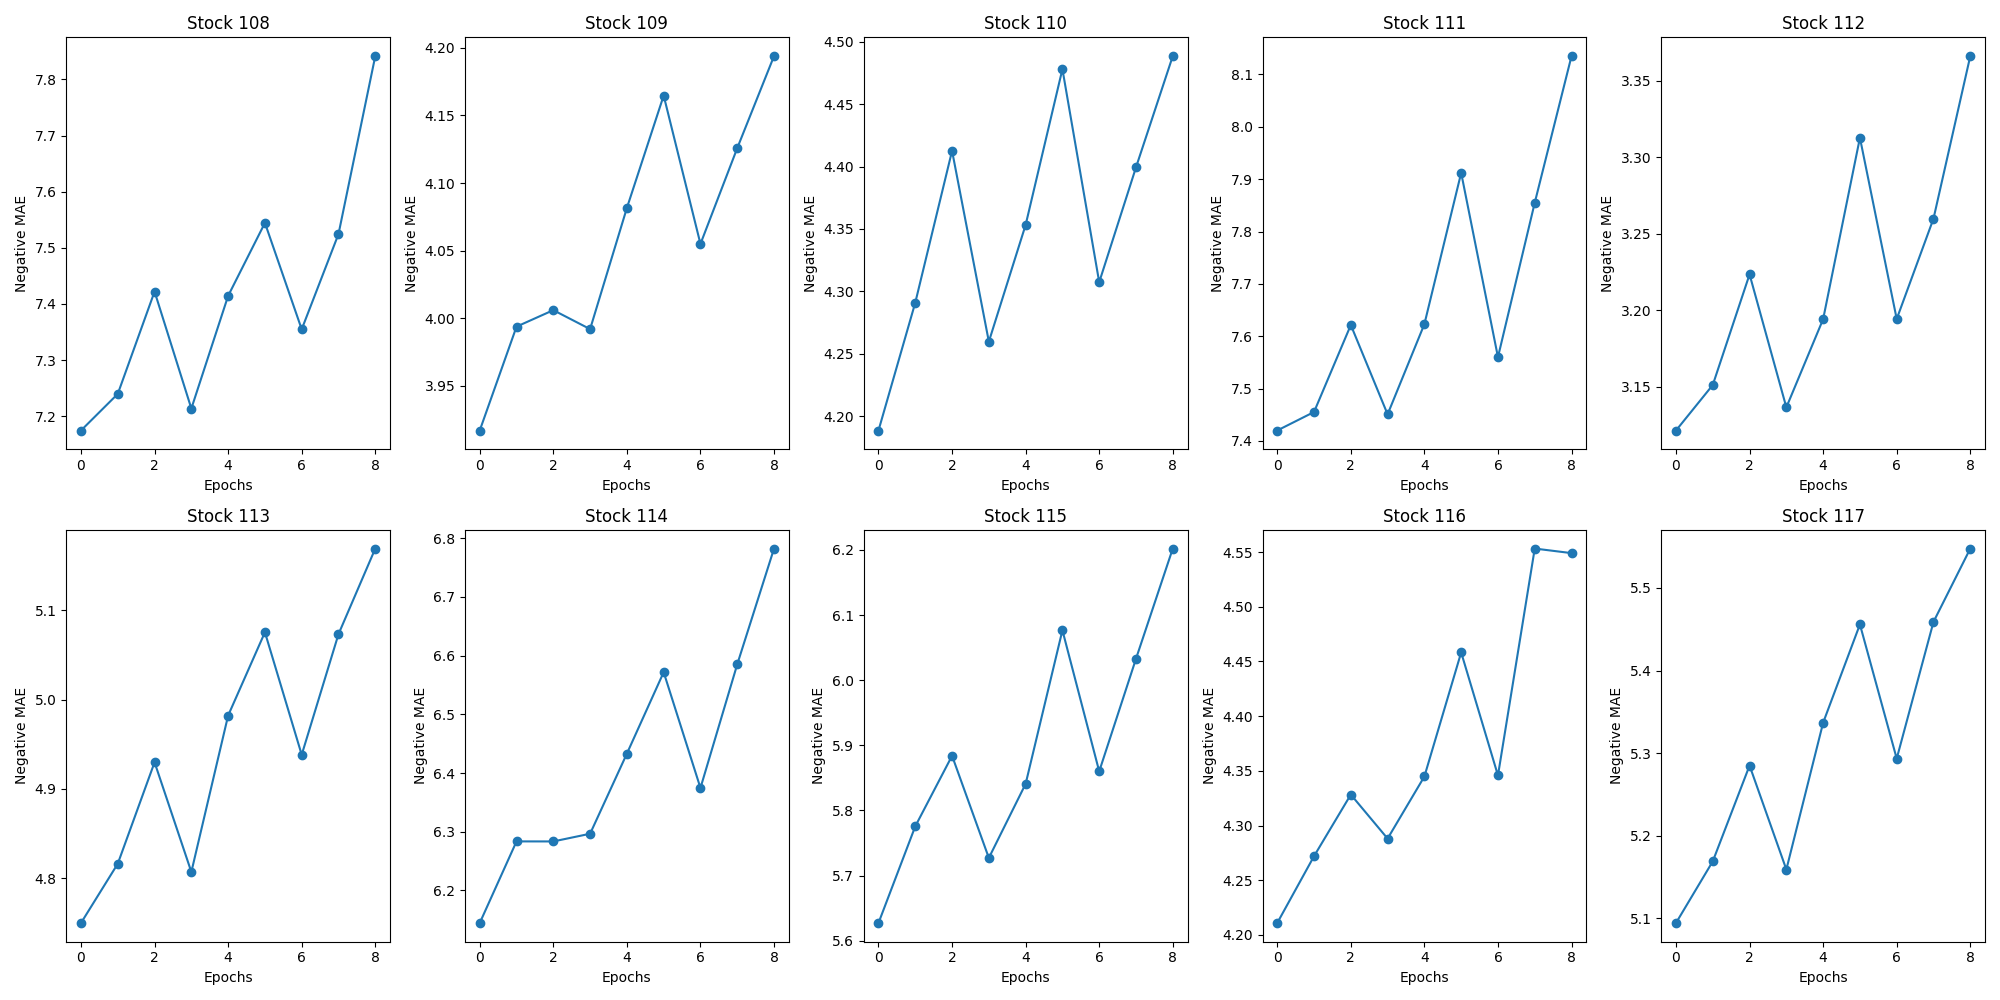 Stock 108
Negative MAE
7.8
7.7
7.6
7.5
7.4
7.3
7.2
0 2 4 6 8
Epochs
Stock 109
Negative MAE
4.20
4.15
4.10
4.05
4.00
3.95
0 2 4 6 8
Epochs
Stock 110
Negative MAE
4.50
4.45
4.40
4.35
4.30
4.25
4.20
0 2 4 6 8
Epochs
Stock 111
Negative MAE
8.1
8.0
7.9
7.8
7.7
7.6
7.5
7.4
0 2 4 6 8
Epochs
Stock 112
Negative MAE
3.35
3.30
3.25
3.20
3.15
0 2 4 6 8
Epochs
Stock 113
Negative MAE
5.1
5.0
4.9
4.8
0 2 4 6 8
Epochs
Stock 114
Negative MAE
6.8
6.7
6.6
6.5
6.4
6.3
6.2
0 2 4 6 8
Epochs
Stock 115
Negative MAE
6.2
6.1
6.0
5.9
5.8
5.7
5.6
0 2 4 6 8
Epochs
Stock 116
Negative MAE
4.55
4.50
4.45
4.40
4.35
4.30
4.25
4.20
0 2 4 6 8
Epochs
Stock 117
Negative MAE
5.5
5.4
5.3
5.2
5.1
0 2 4 6 8
Epochs